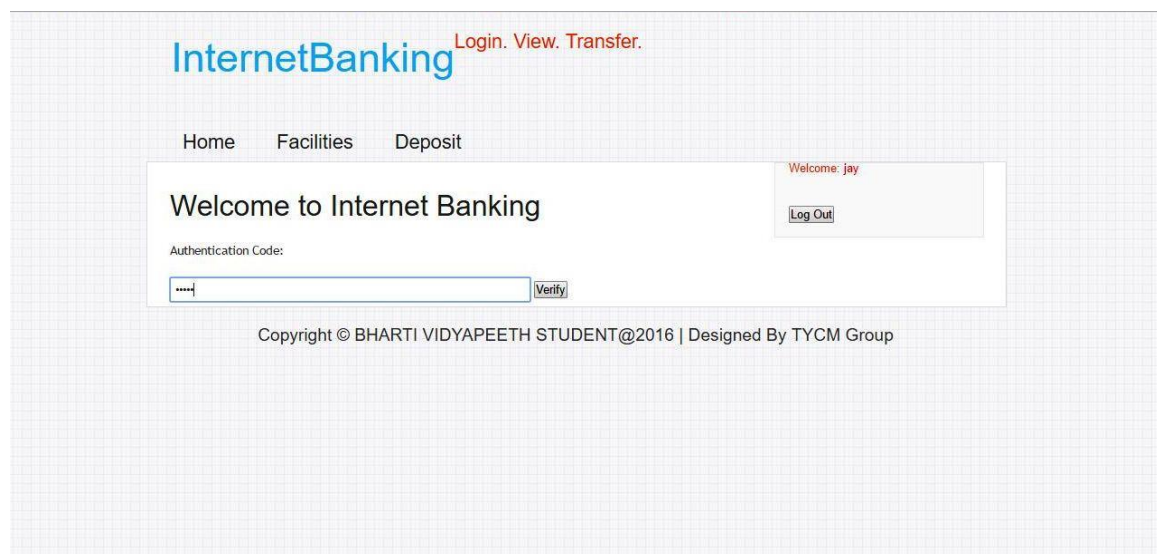 InternetBanking
Login. View. Transfer.
Home Facilities Deposit
Welcome: jay
Log Out
Welcome to Internet Banking
Authentication Code:
•••••
Verify
Copyright © BHARTI VIDYAPEETH STUDENT@2016 | Designed By TYCM Group